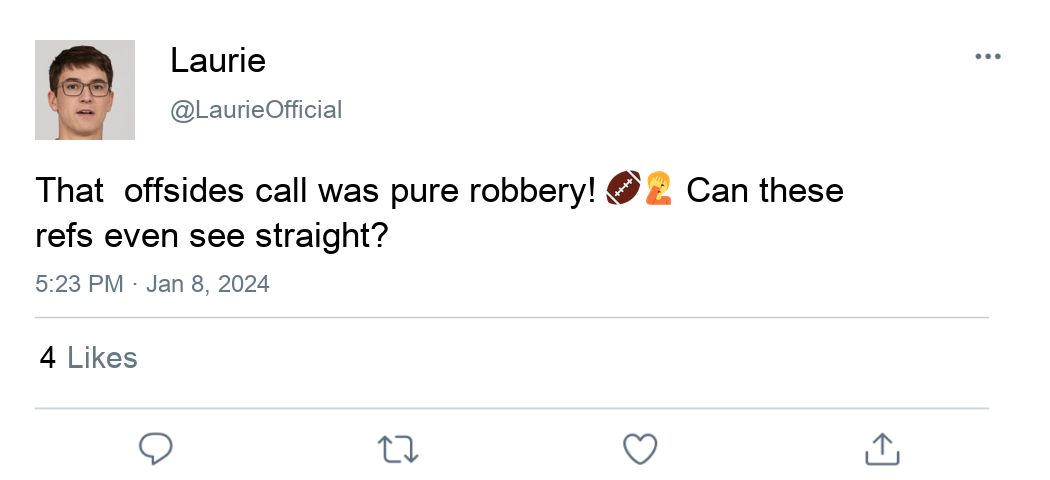 Laurie
@LaurieOfficial
That  offsides call was pure robbery! 🏈🤦 Can these
refs even see straight?
5:23 PM · Jan 8, 2024
4 Likes